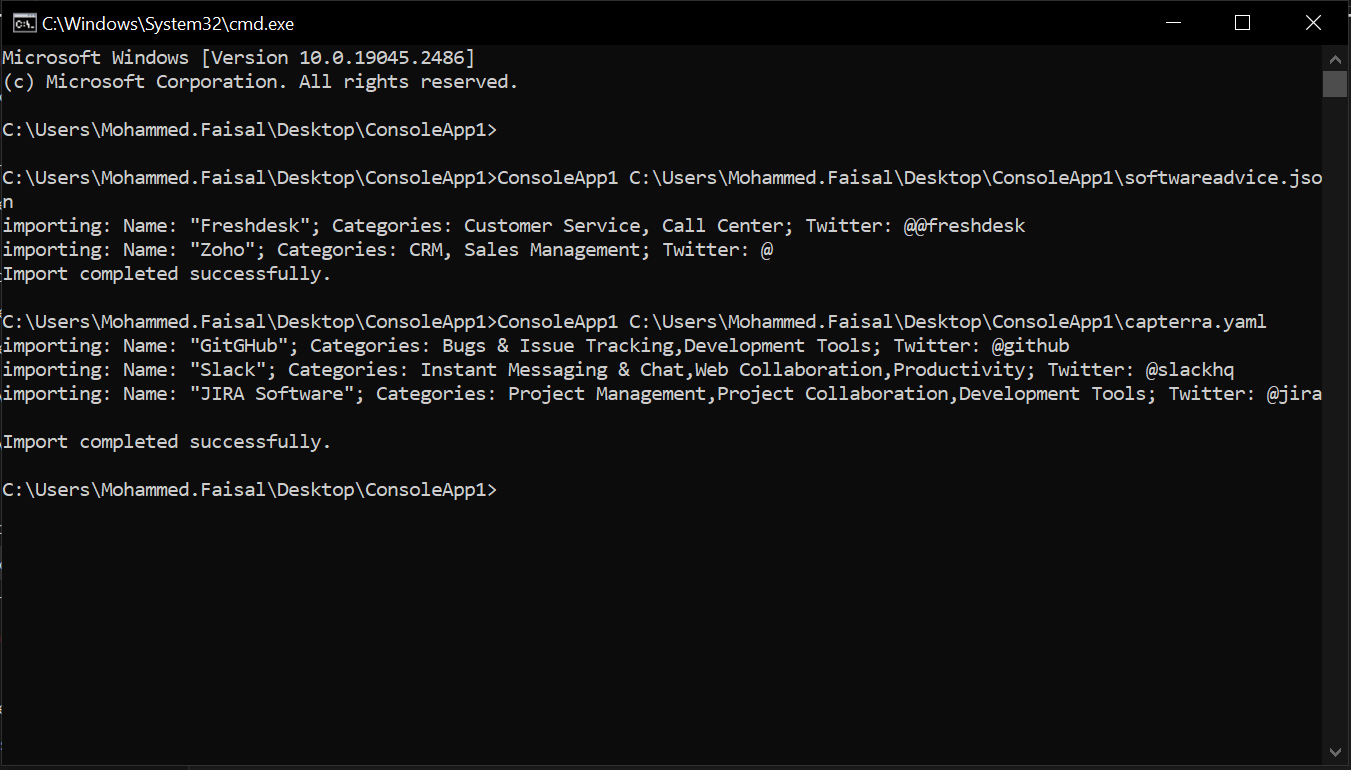 C:\Windows\System32\cmd.exe
Microsoft Windows [Version 10.0.19045.2486]
(c) Microsoft Corporation. All rights reserved.
C:\Users\Mohammed.Faisal\Desktop\ConsoleApp1>
C:\Users\Mohammed.Faisal\Desktop\ConsoleApp1>ConsoleApp1 C:\Users\Mohammed.Faisal\Desktop\ConsoleApp1\softwareadvice.jso
n
importing: Name: "Freshdesk"; Categories: Customer Service, Call Center; Twitter: @@freshdesk
importing: Name: "Zoho"; Categories: CRM, Sales Management; Twitter: @
Import completed successfully.
C:\Users\Mohammed.Faisal\Desktop\ConsoleApp1>ConsoleApp1 C:\Users\Mohammed.Faisal\Desktop\ConsoleApp1\capterra.yaml
importing: Name: "GitGHub"; Categories: Bugs & Issue Tracking,Development Tools; Twitter: @github
importing: Name: "Slack"; Categories: Instant Messaging & Chat,Web Collaboration,Productivity; Twitter: @slackhq
importing: Name: "JIRA Software"; Categories: Project Management,Project Collaboration,Development Tools; Twitter: @jira
Import completed successfully.
C:\Users\Mohammed.Faisal\Desktop\ConsoleApp1>